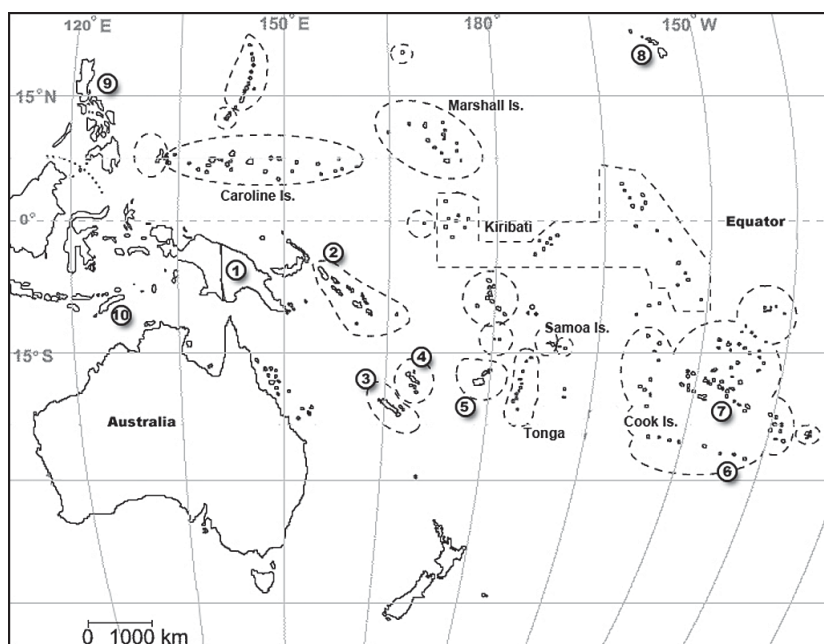 120°E 150°E 180° 150°W
9
8
15°N
Marshall Is.
Caroline Is.
0°
Kiribati
Equator
2
1
10
Samoa Is.
15°S
4
3
5
7
Australia
Tonga
Cook Is.
6
0 1000 km